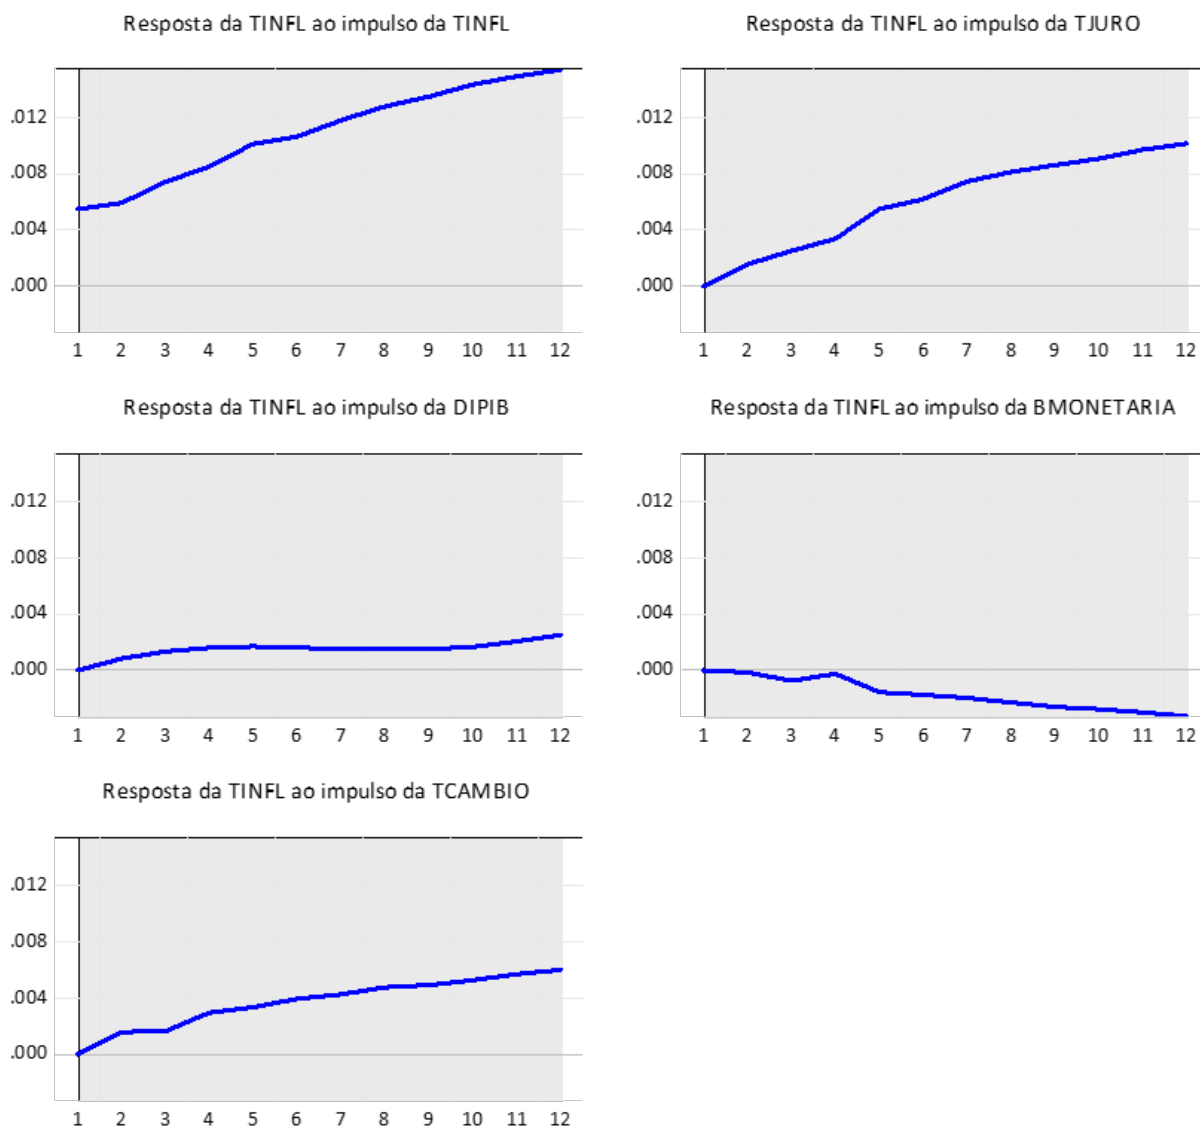 Resposta da TINFL ao impulso da TINFL
.012
.008
.004
.000
1 2 3 4 5 6 7 8 9 10 11 12
Resposta da TINFL ao impulso da TJURO
.012
.008
.004
.000
1 2 3 4 5 6 7 8 9 10 11 12
Resposta da TINFL ao impulso da DIPIB
.012
.008
.004
.000
1 2 3 4 5 6 7 8 9 10 11 12
Resposta da TINFL ao impulso da BMONETARIA
.012
.008
.004
.000
1 2 3 4 5 6 7 8 9 10 11 12
Resposta da TINFL ao impulso da TCAMBIO
.012
.008
.004
.000
1 2 3 4 5 6 7 8 9 10 11 12